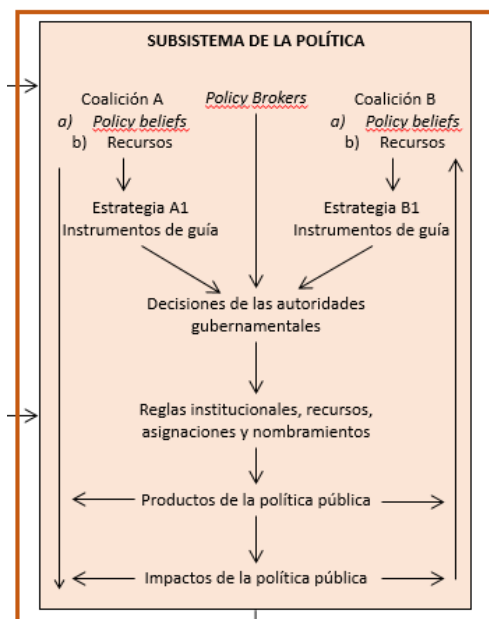 SUBSISTEMA DE LA POLÍTICA
Coalición A
a) Policy beliefs
b) Recursos
Policy Brokers
Coalición B
a) Policy beliefs
b) Recursos
Estrategia A1
Instrumentos de guía
Estrategia B1
Instrumentos de guía
Decisiones de las autoridades
gubernamentales
Reglas institucionales, recursos,
asignaciones y nombramientos
Productos de la política pública
Impactos de la política pública